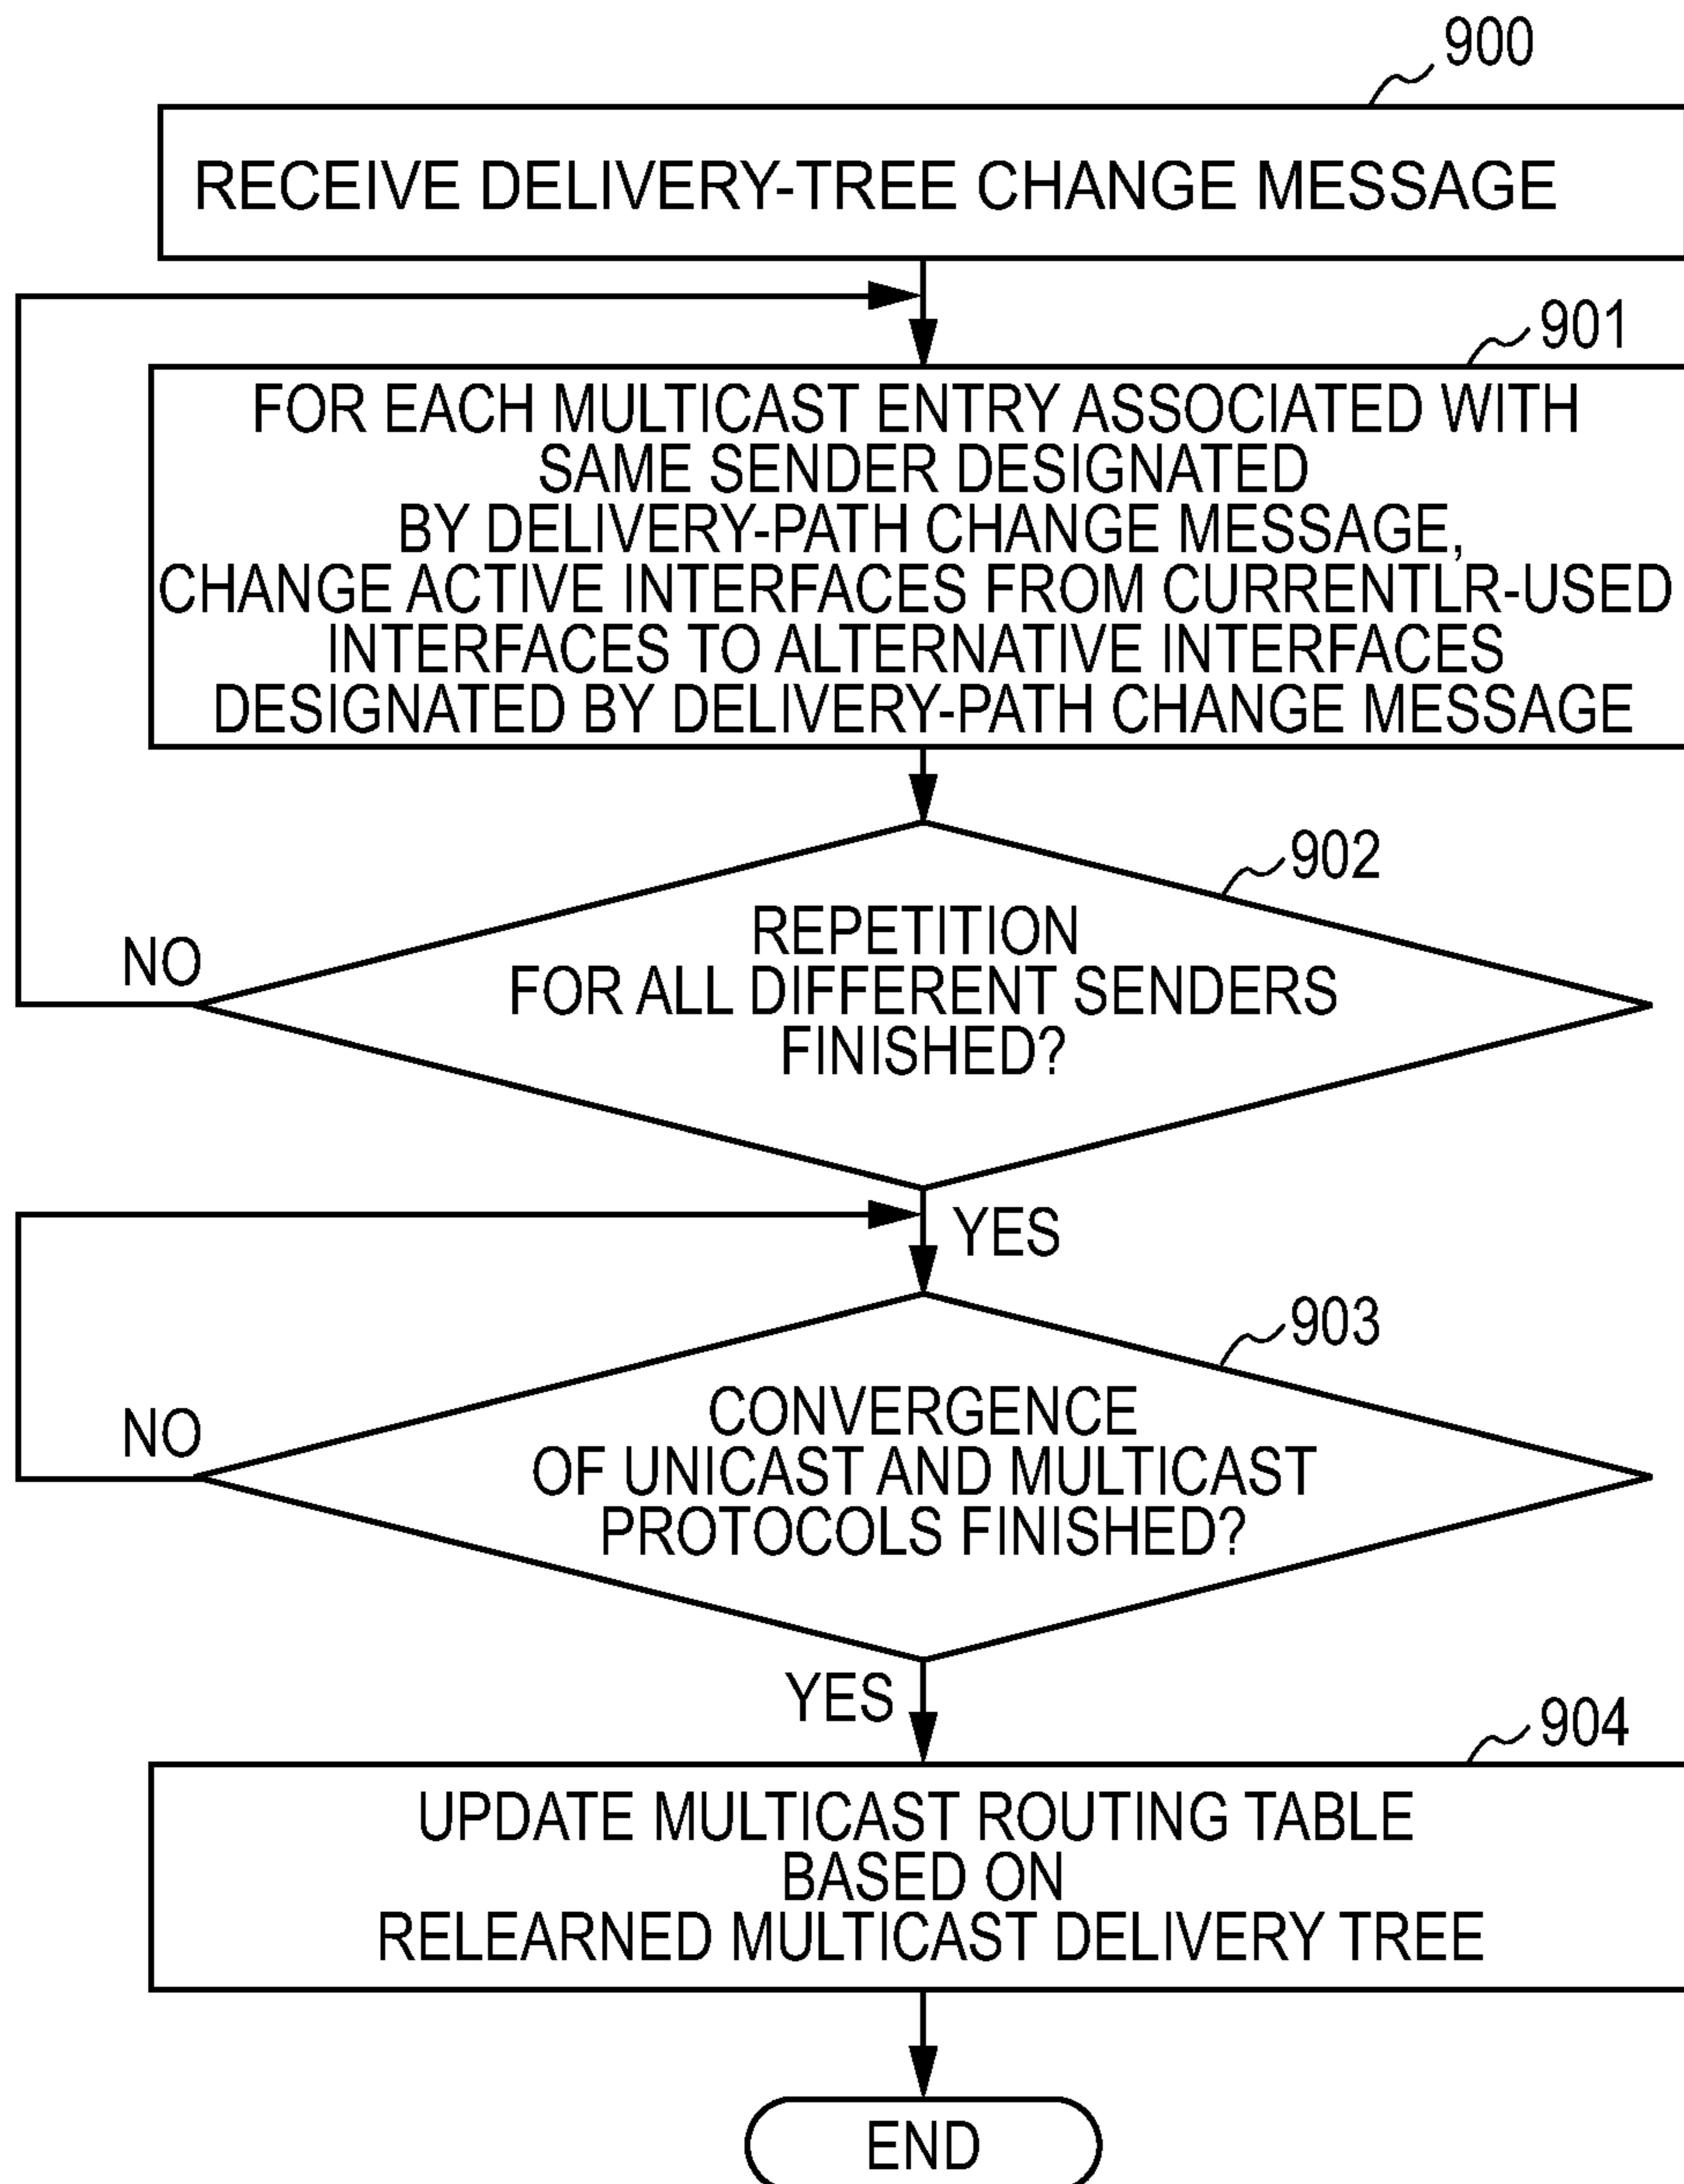 900
RECEIVE DELIVERY-TREE CHANGE MESSAGE
901
FOR EACH MULTICAST ENTRY ASSOCIATED WITH
SAME SENDER DESIGNATED
BY DELIVERY-PATH CHANGE MESSAGE,
CHANGE ACTIVE INTERFACES FROM CURRENTLR-USED
INTERFACES TO ALTERNATIVE INTERFACES
DESIGNATED BY DELIVERY-PATH CHANGE MESSAGE
902
REPETITION
FOR ALL DIFFERENT SENDERS
FINISHED?
NO
YES
903
CONVERGENCE
OF UNICAST AND MULTICAST
PROTOCOLS FINISHED?
NO
YES
904
UPDATE MULTICAST ROUTING TABLE
BASED ON
RELEARNED MULTICAST DELIVERY TREE
END